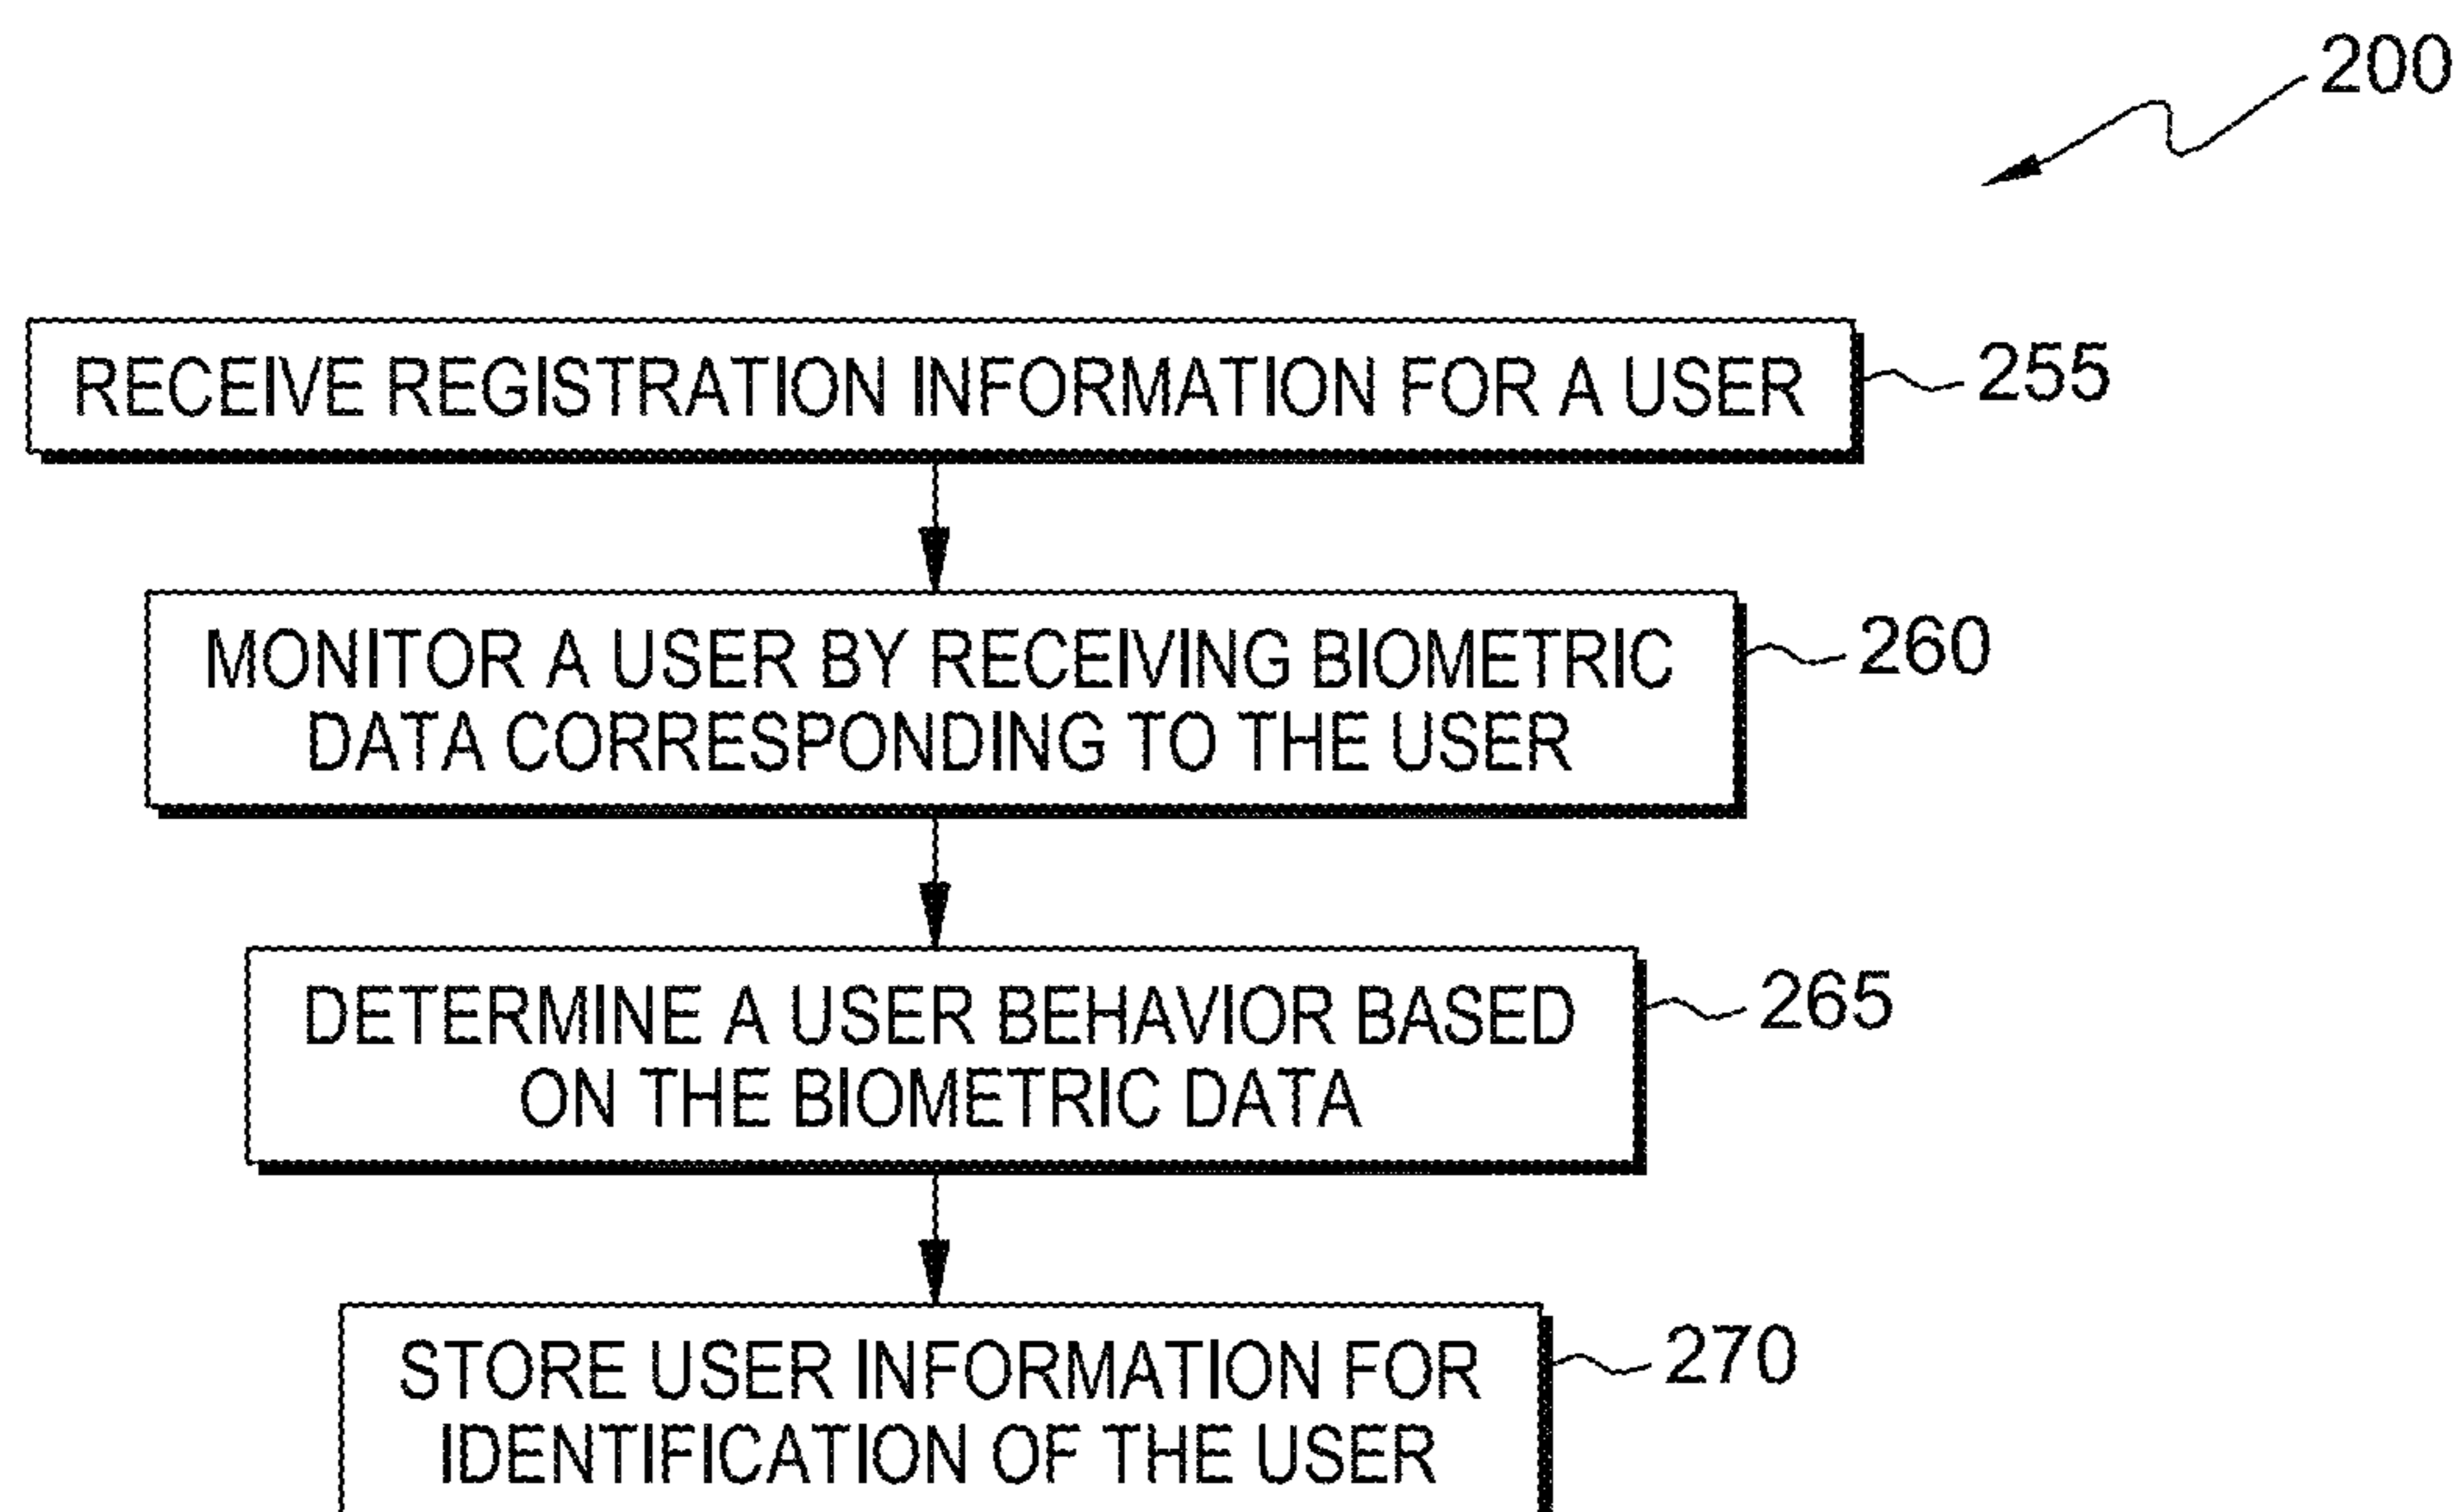 200
RECEIVE REGISTRATION INFORMATION FOR A USER
255
MONITOR A USER BY RECEIVING BIOMETRIC
DATA CORRESPONDING TO THE USER
260
DETERMINE A USER BEHAVIOR BASED
ON THE BIOMETRIC DATA
265
STORE USER INFORMATION FOR
IDENTIFICATION OF THE USER
270